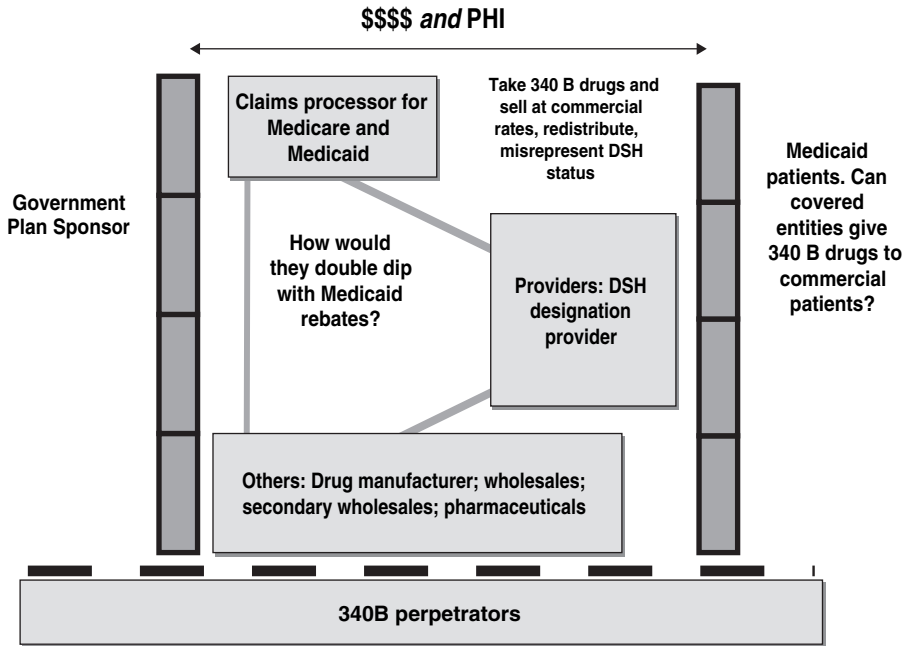 $$$$ and PHI
Claims processor for
Medicare and
Medicaid
Take 340 B drugs and
sell at commercial
rates, redistribute,
misrepresent DSH
status
Government
Plan Sponsor
How would
they double dip
with Medicaid
rebates?
Providers: DSH
designation
provider
Medicaid
patients. Can
covered
entities give
340 B drugs to
commercial
patients?
Others: Drug manufacturer; wholesales;
secondary wholesales; pharmaceuticals
340B perpetrators